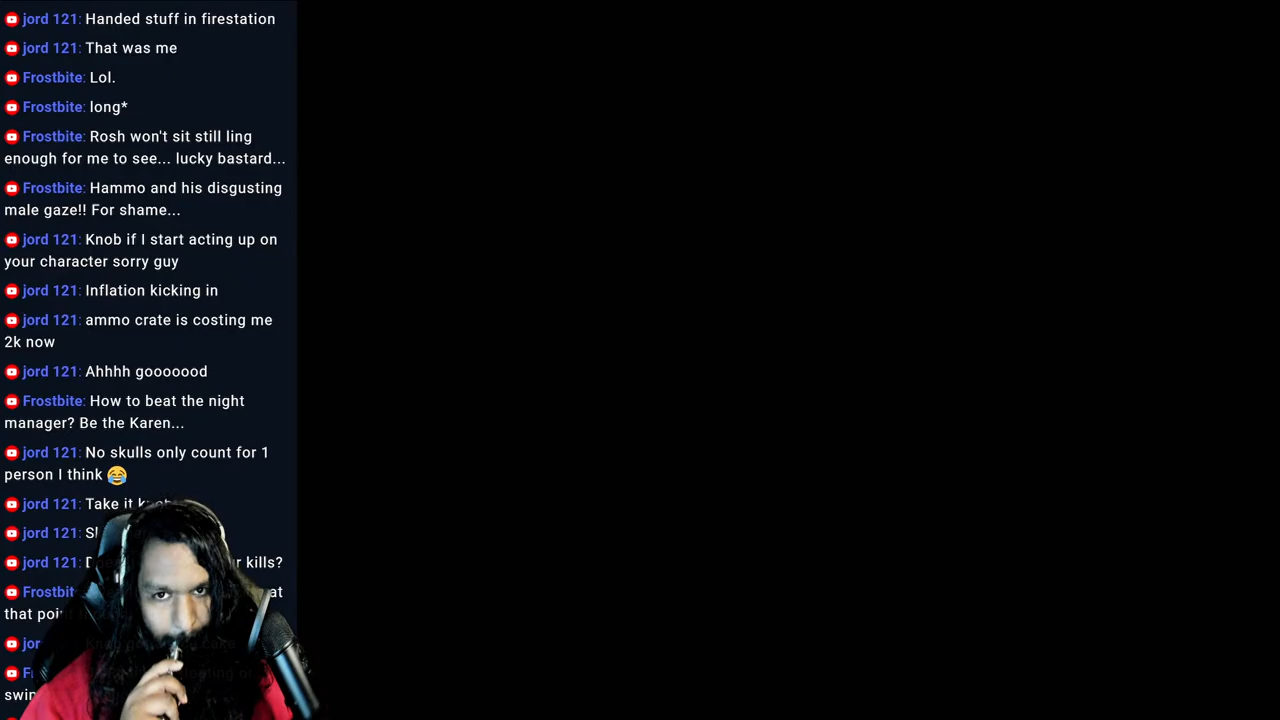 jord 121: Handed stuff in firestation
jord 121: That was me
Frostbite: Lol.
Frostbite: long*
Frostbite: Rosh won't sit still ling
enough for me to see... lucky bastard...
Frostbite: Hammo and his disgusting
male gaze!! For shame...
jord 121: Knob if I start acting up on
your character sorry guy
jord 121: Inflation kicking in
jord 121: ammo crate is costing me
2k now
jord 121: Ahhhh gooooood
Frostbite: How to beat the night
manager? Be the Karen...
jord 121: No skulls only count for 1
person I think 😂
jord 121: Take it
jord 121:
jord 121: kills?
at
that